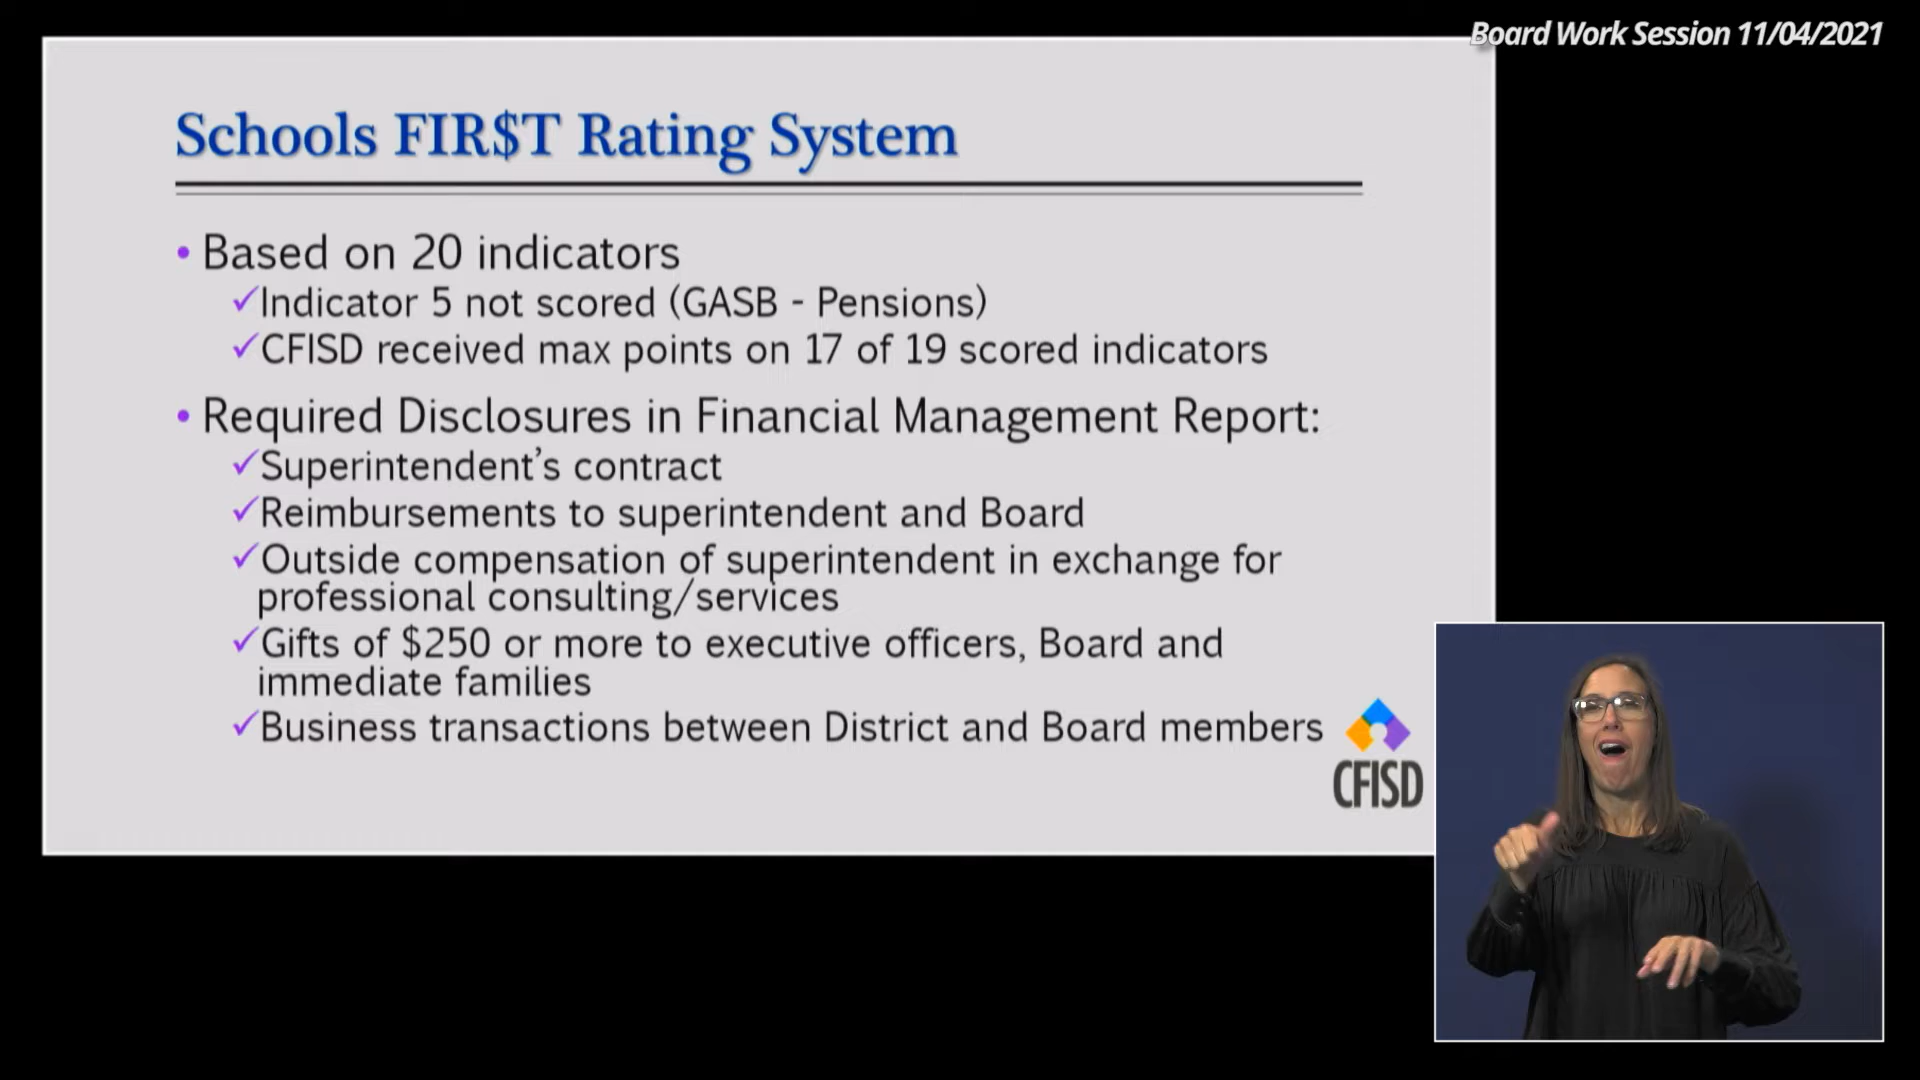 Board Work Session 11/04/2021
Schools FIR$T Rating System
• Based on 20 indicators
✓Indicator 5 not scored (GASB - Pensions)
✓CFISD received max points on 17 of 19 scored indicators
• Required Disclosures in Financial Management Report:
✓Superintendent’s contract
✓Reimbursements to superintendent and Board
✓Outside compensation of superintendent in exchange for
professional consulting/services
✓Gifts of $250 or more to executive officers, Board and
immediate families
✓Business transactions between District and Board members
CFISD